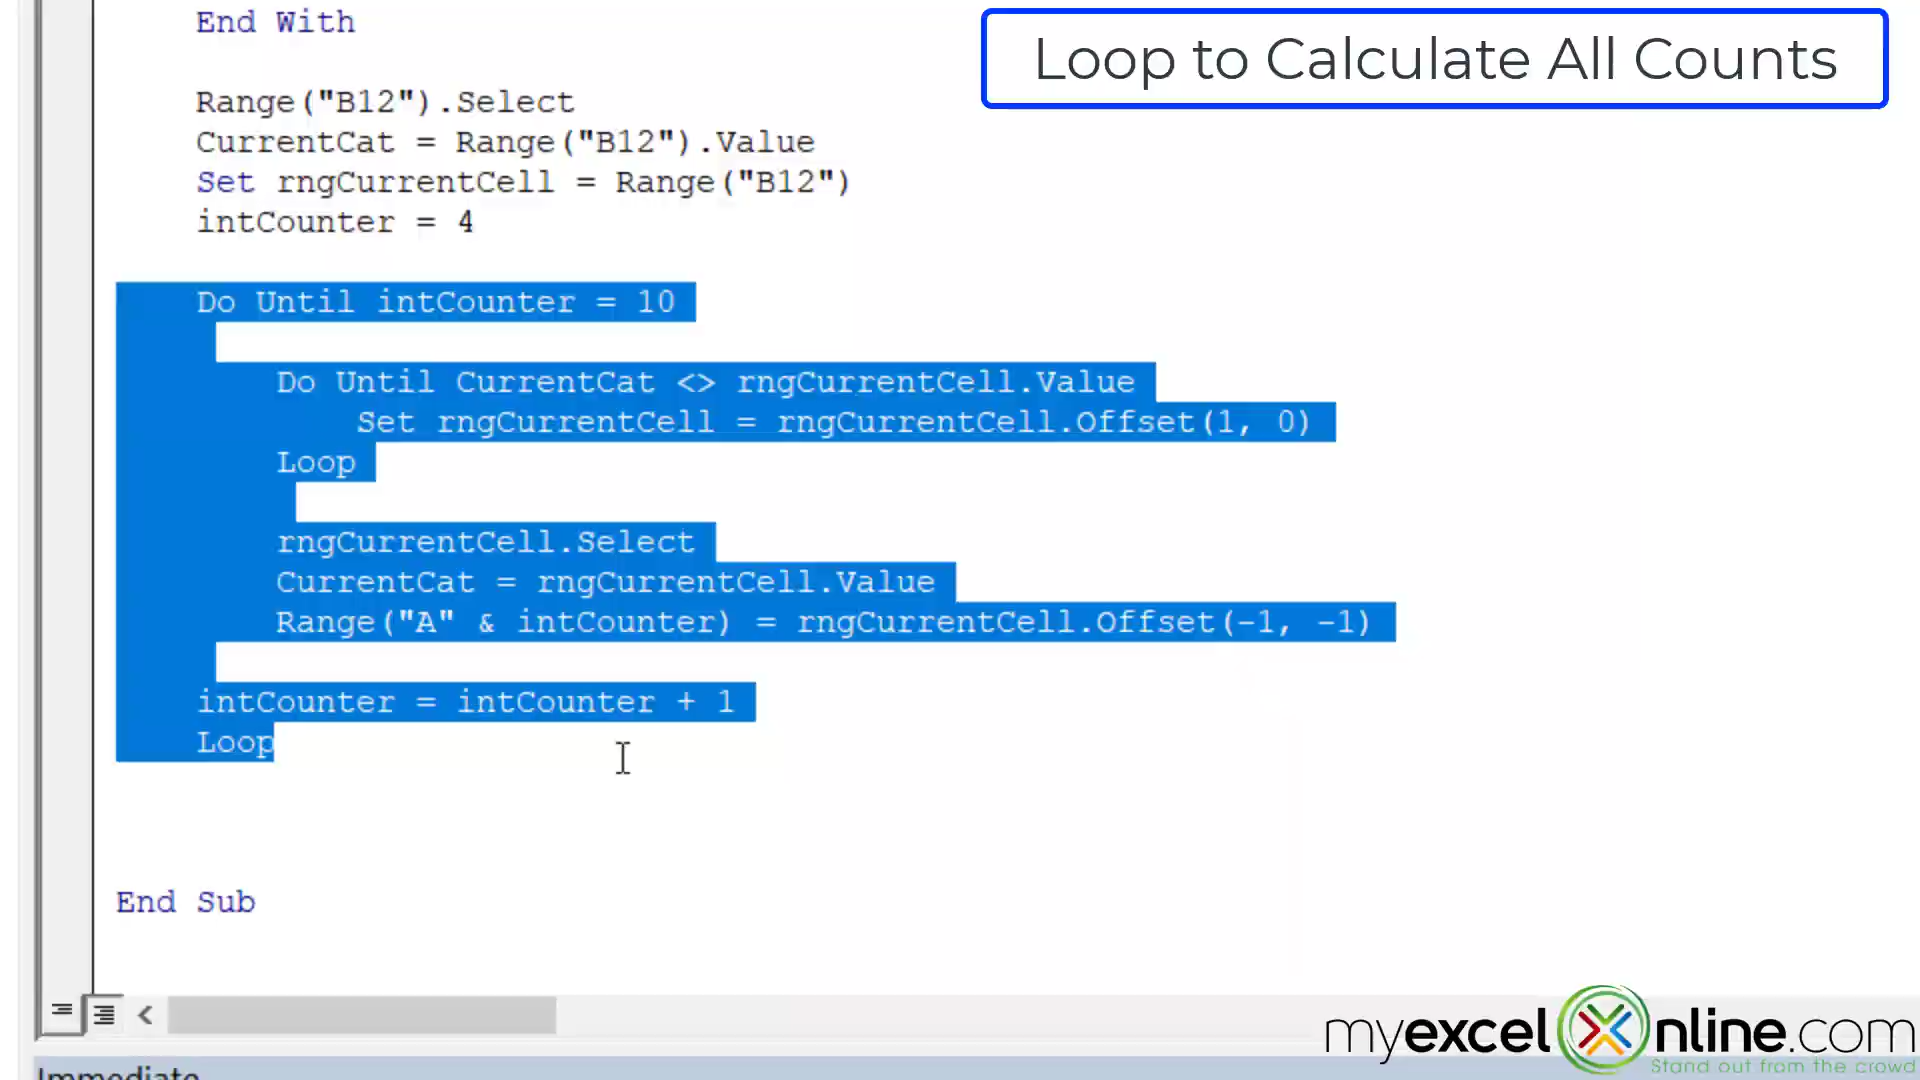 End With
Loop to Calculate All Counts
Range("B12").Select
CurrentCat = Range("B12").Value
Set rngCurrentCell = Range("B12")
intCounter = 4
Do Until intCounter = 10
Do Until CurrentCat <> rngCurrentCell.Value
Set rngCurrentCell = rngCurrentCell.Offset(1, 0)
Loop
rngCurrentCell.Select
CurrentCat = rngCurrentCell.Value
Range("A" & intCounter) = rngCurrentCell.Offset(-1, -1)
intCounter = intCounter + 1
Loop
End Sub
myexcelOnline.com
Stand out from the crowd
Immediate